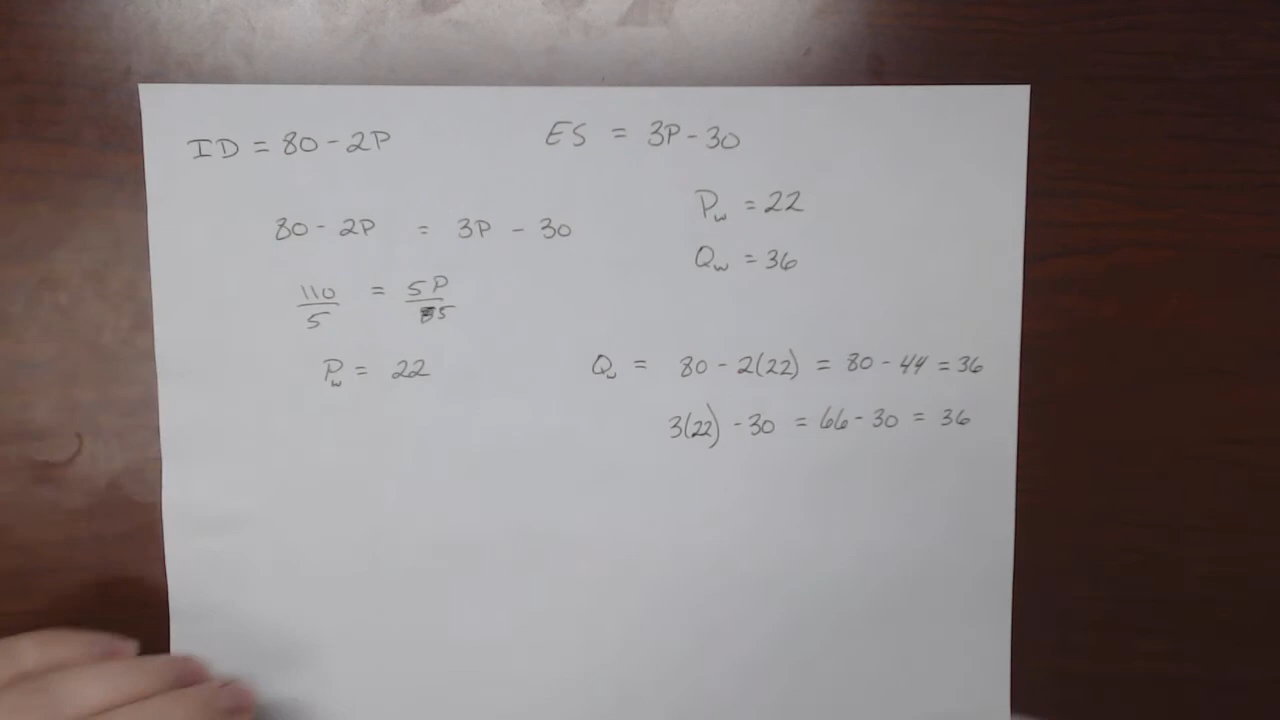 ID = 80 - 2P
ES = 3P - 30
80 - 2P = 3P - 30
110/5 = 5P/5
Pw = 22
Pw = 22
Qw = 36
Qw = 80 - 2(22) = 80 - 44 = 36
3(22) - 30 = 66 - 30 = 36